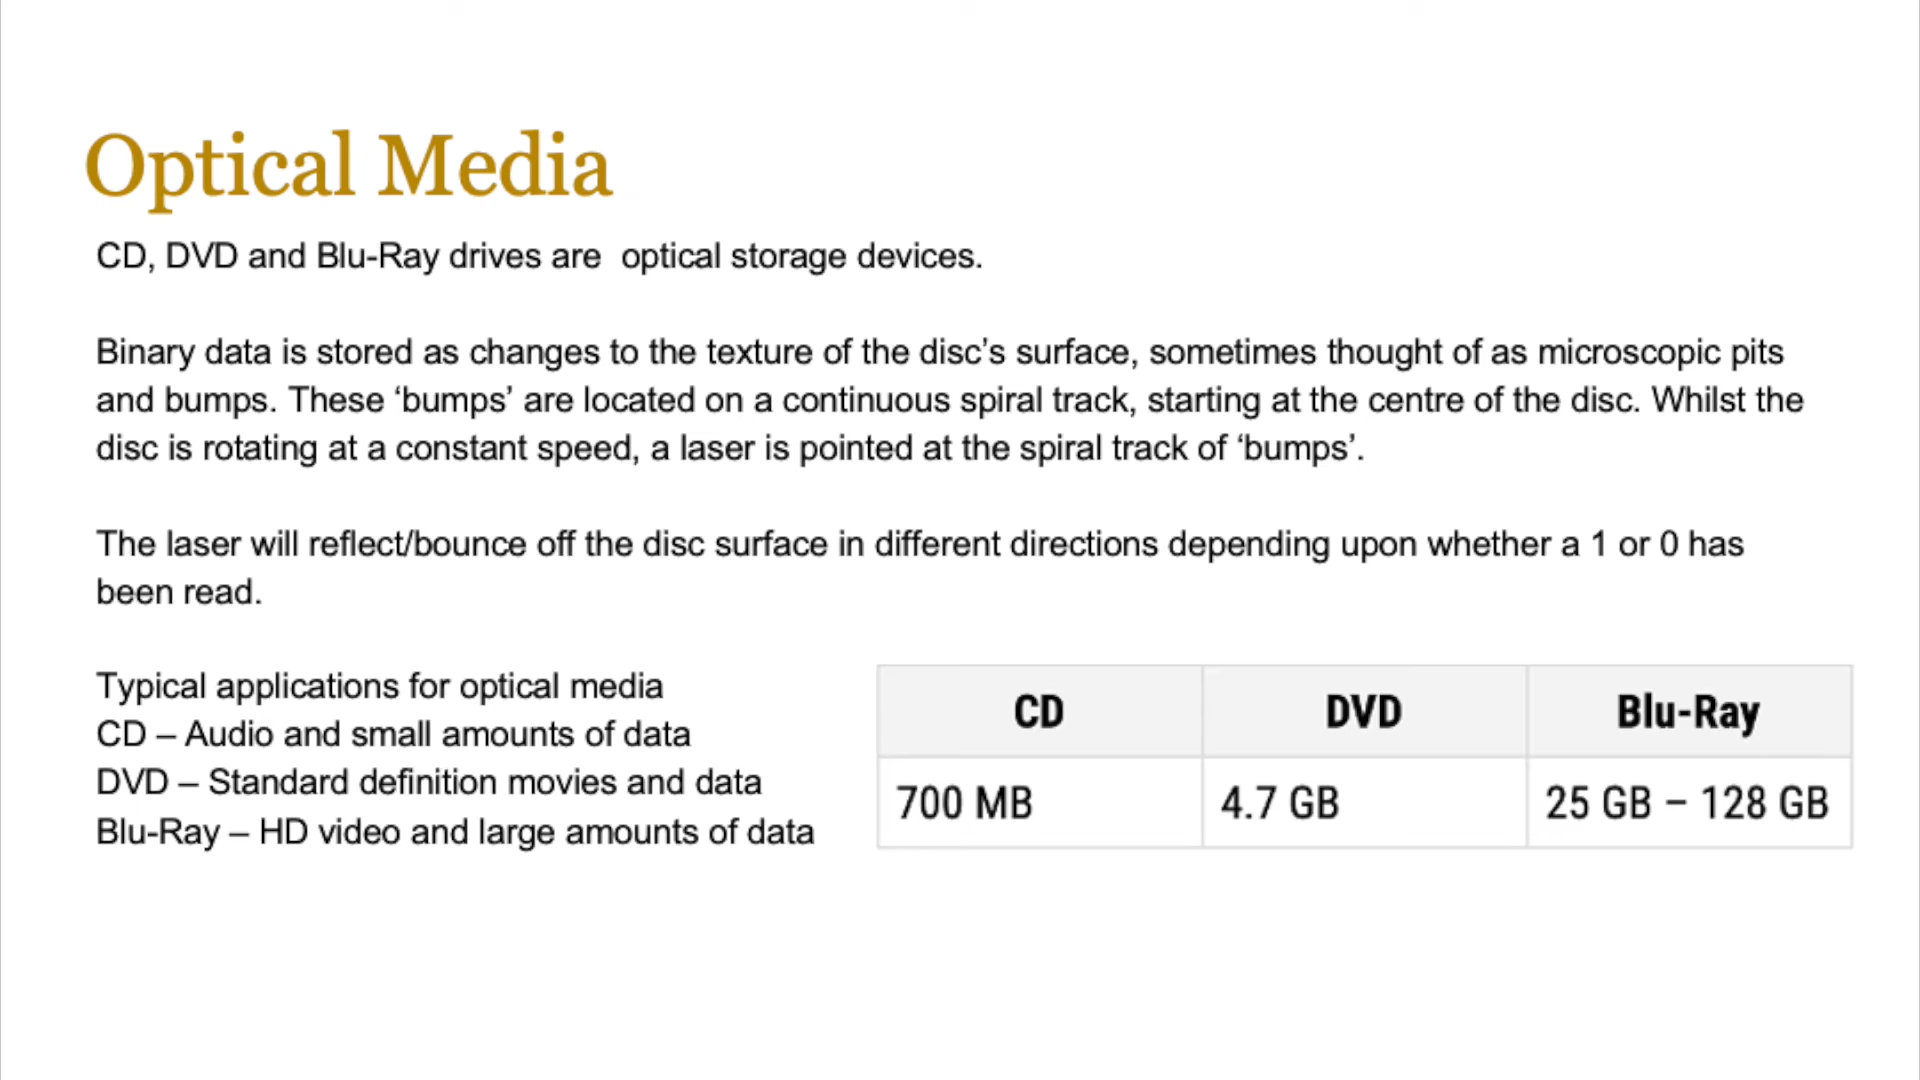 Optical Media
CD, DVD and Blu-Ray drives are  optical storage devices.
Binary data is stored as changes to the texture of the disc’s surface, sometimes thought of as microscopic pits
and bumps. These ‘bumps’ are located on a continuous spiral track, starting at the centre of the disc. Whilst the
disc is rotating at a constant speed, a laser is pointed at the spiral track of ‘bumps’.
The laser will reflect/bounce off the disc surface in different directions depending upon whether a 1 or 0 has
been read.
Typical applications for optical media
CD – Audio and small amounts of data
DVD – Standard definition movies and data
Blu-Ray – HD video and large amounts of data
CD DVD Blu-Ray
700 MB 4.7 GB 25 GB – 128 GB